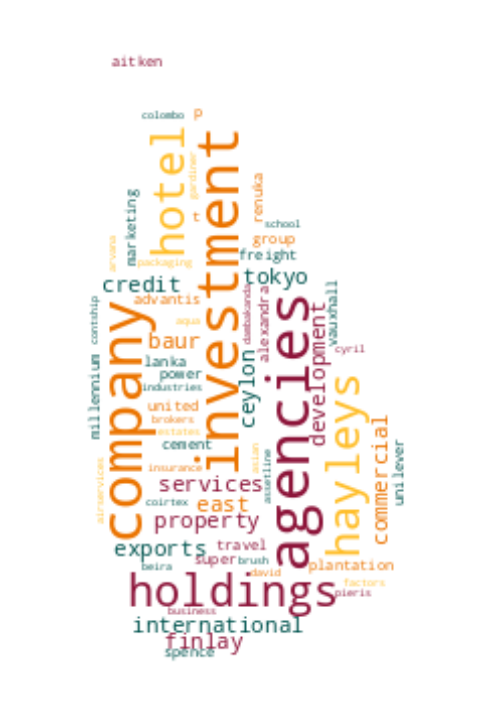 aitken
colombo
p
hotel
investment
gardiner
renuka
marketing
t
school
arvana
group
packaging
freight
credit
tokyo
dambakanda
alexandra
vauxhall
contship
advantis
company
agencies
development
aqua
baur
cyril
millennium
lanka
ceylon
power
industries
hayleys
united
brokers
estates
commercial
cement
unilever
asian
assetline
airservices
insurance
services
coirtex
east
property
exports
travel
super
brush
plantation
beira
david
factors
holdings
pieris
business
international
finlay
spence